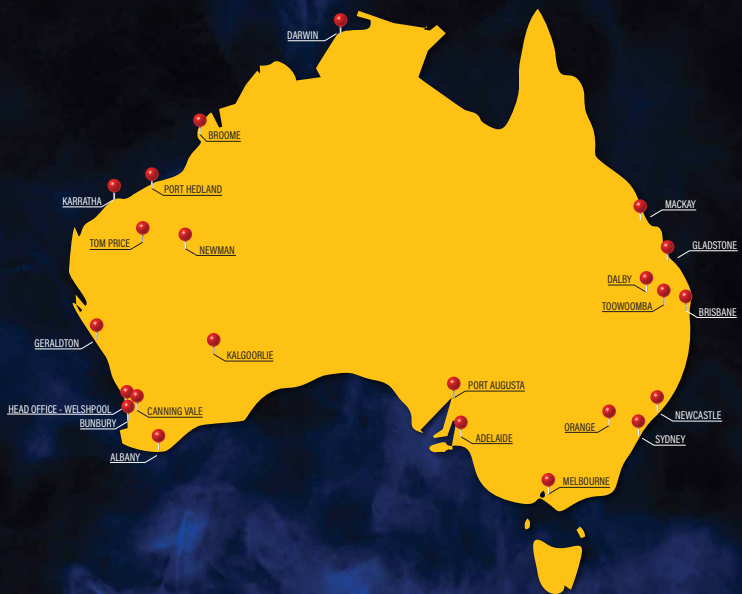 DARWIN
BROOME
PORT HEDLAND
KARRATHA
MACKAY
TOM PRICE
NEWMAN
GLADSTONE
DALBY
TOOWOOMBA
BRISBANE
GERALDTON
KALGOORLIE
PORT AUGUSTA
HEAD OFFICE - WELSHPOOL
CANNING VALE
NEWCASTLE
BUNBURY
ORANGE
ADELAIDE
SYDNEY
ALBANY
MELBOURNE